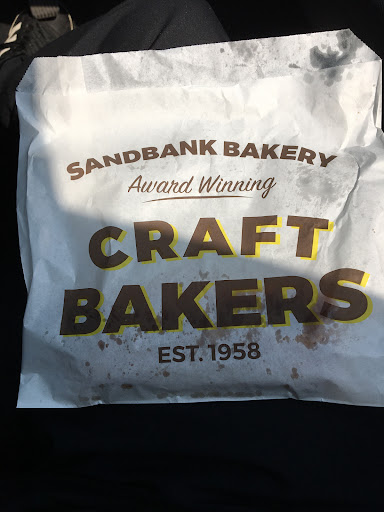 SANDBANK BAKERY
Award Winning
CRAFT
BAKERS
EST. 1958